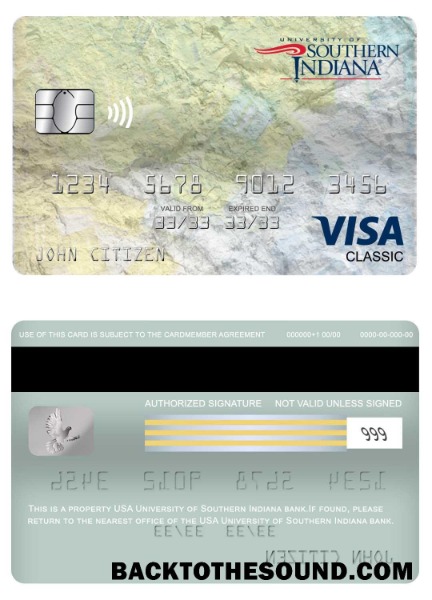 UNIVERSITY OF
SOUTHERN
INDIANA
1234 5678 9012 3456
VALID FROM EXPIRED END
33/33 33/33
JOHN CITIZEN
VISA
CLASSIC
USE OF THIS CARD IS SUBJECT TO THE CARDMEMBER AGREEMENT 000000+1 00/00 0000-00-000-00
AUTHORIZED SIGNATURE NOT VALID UNLESS SIGNED
999
THIS IS A PROPERTY USA UNIVERSITY OF SOUTHERN INDIANA BANK.IF FOUND, PLEASE
RETURN TO THE NEAREST OFFICE OF THE USA UNIVERSITY OF SOUTHERN INDIANA BANK.
BACKTOTHESOUND.COM